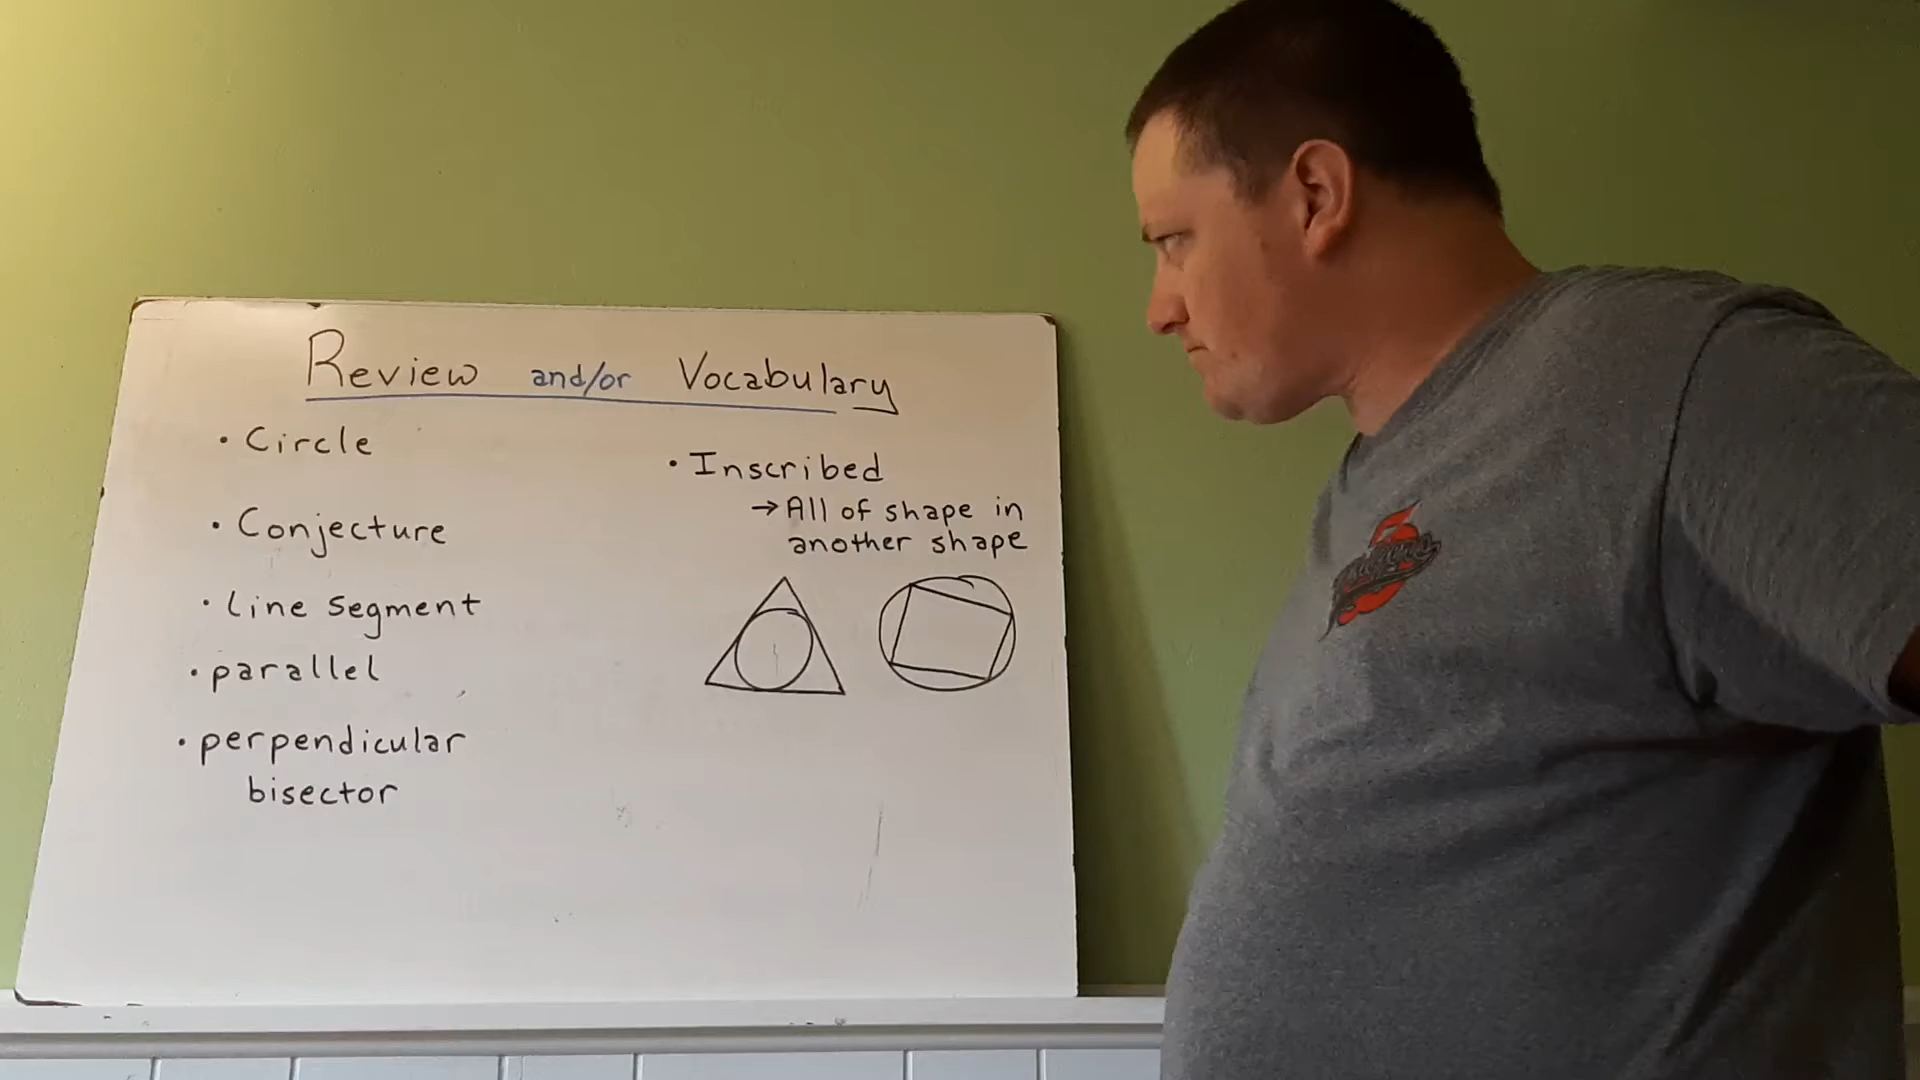 Review and/or Vocabulary
• Circle
• Conjecture
• Line segment
• parallel
• perpendicular
bisector
• Inscribed
→ All of shape in
another shape